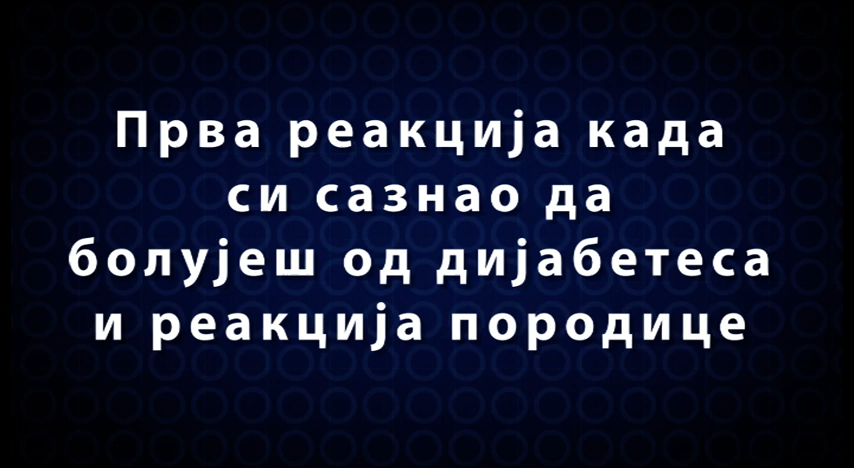 Прва реакција када
си сазнао да
болујеш од дијабетеса
и реакција породице